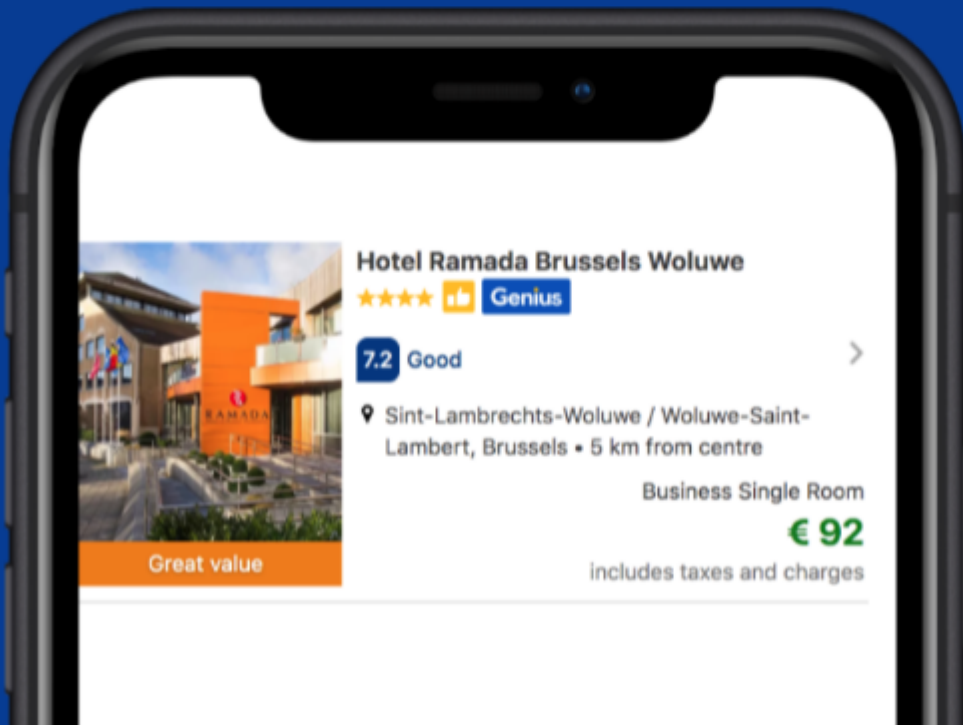 Hotel Ramada Brussels Woluwe
Genius
7.2 Good
Sint-Lambrechts-Woluwe / Woluwe-Saint-
Lambert, Brussels • 5 km from centre
Business Single Room
€ 92
includes taxes and charges
RAMADA
Great value